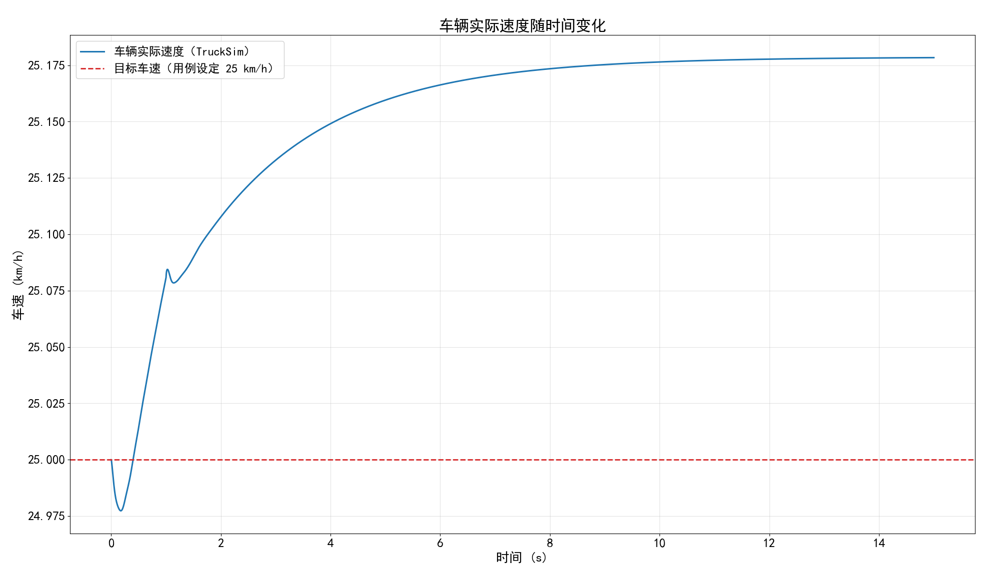 车辆实际速度随时间变化
车辆实际速度（TruckSim）
目标车速（用例设定 25 km/h）
25.175
25.150
25.125
25.100
25.075
25.050
25.025
25.000
24.975
车速 (km/h)
0 2 4 6 8 10 12 14
时间 (s)